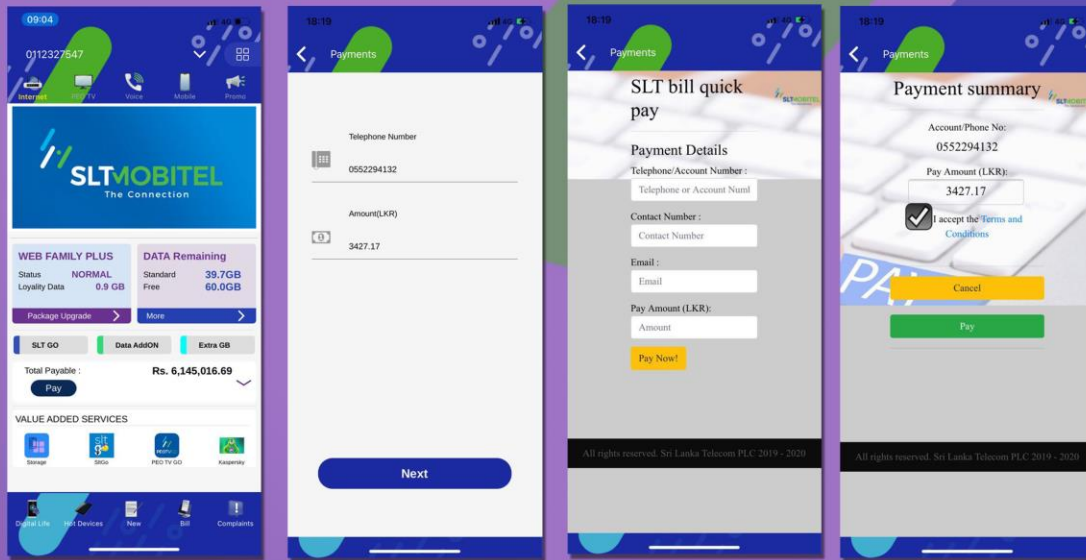 09:04
4G
0112327547
Internet
PEO TV
Voice
Mobile
Promo
SLTMOBITEL
The Connection
WEB FAMILY PLUS
Status NORMAL
Loyality Data 0.9 GB
Package Upgrade
DATA Remaining
Standard 39.7GB
Free 60.0GB
More
SLT GO
Data AddON
Extra GB
Total Payable :
Rs. 6,145,016.69
Pay
VALUE ADDED SERVICES
Storage
SltGo
PEO TV GO
Kaspersky
Digital Life
Hot Devices
New
Bill
Complaints
18:19
4G
Payments
Telephone Number
0552294132
Amount(LKR)
3427.17
Next
18:19
4G
Payments
SLT bill quick
pay
SLTMOBITEL
Payment Details
Telephone/Account Number :
Telephone or Account Numl
Contact Number :
Contact Number
Email :
Email
Pay Amount (LKR):
Amount
Pay Now!
All rights reserved. Sri Lanka Telecom PLC 2019 - 2020
18:19
4G
Payments
Payment summary
SLTMOBITEL
Account/Phone No:
0552294132
Pay Amount (LKR):
3427.17
I accept the Terms and
Conditions
PAY
Cancel
Pay
All rights reserved. Sri Lanka Telecom PLC 2019 - 2020